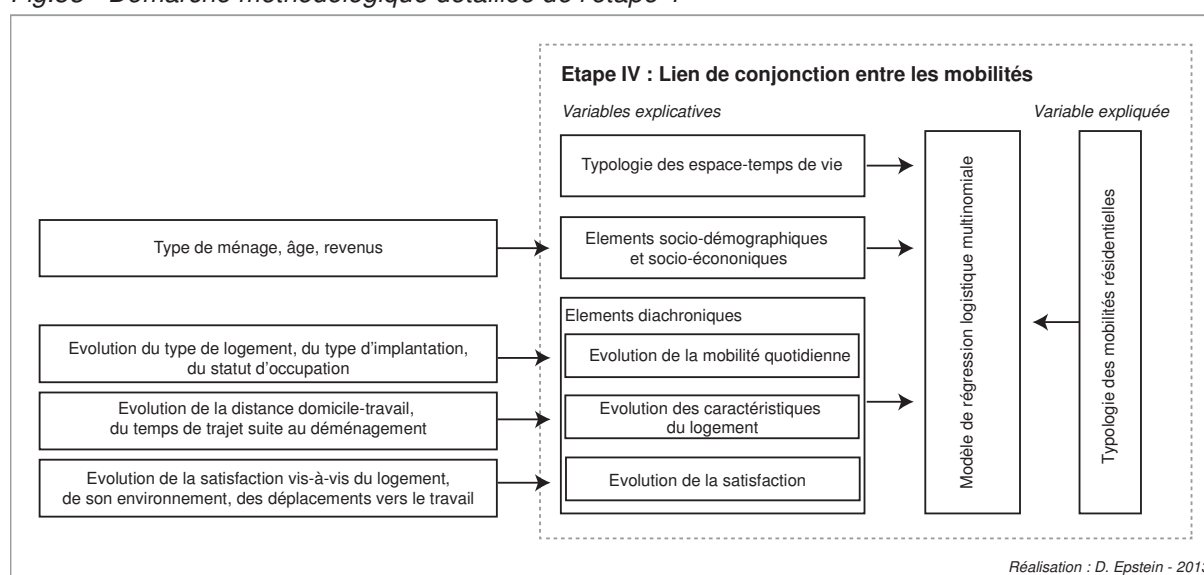 Démarche méthodologique détaillée de l'étape
Etape IV : Lien de conjonction entre les mobilités
Variables explicatives
Variable expliquée
Typologie des espace-temps de vie
Type de ménage, âge, revenus
Elements socio-démographiques
et socio-écononiques
Elements diachroniques
Evolution du type de logement, du type d'implantation,
du statut d'occupation
Evolution de la mobilité quotidienne
Evolution de la distance domicile-travail,
du temps de trajet suite au déménagement
Evolution des caractéristiques
du logement
Evolution de la satisfaction vis-à-vis du logement,
de son environnement, des déplacements vers le travail
Evolution de la satisfaction
Modèle de régression logistique multinomiale
Typologie des mobilités résidentielles
Réalisation : D. Epstein -